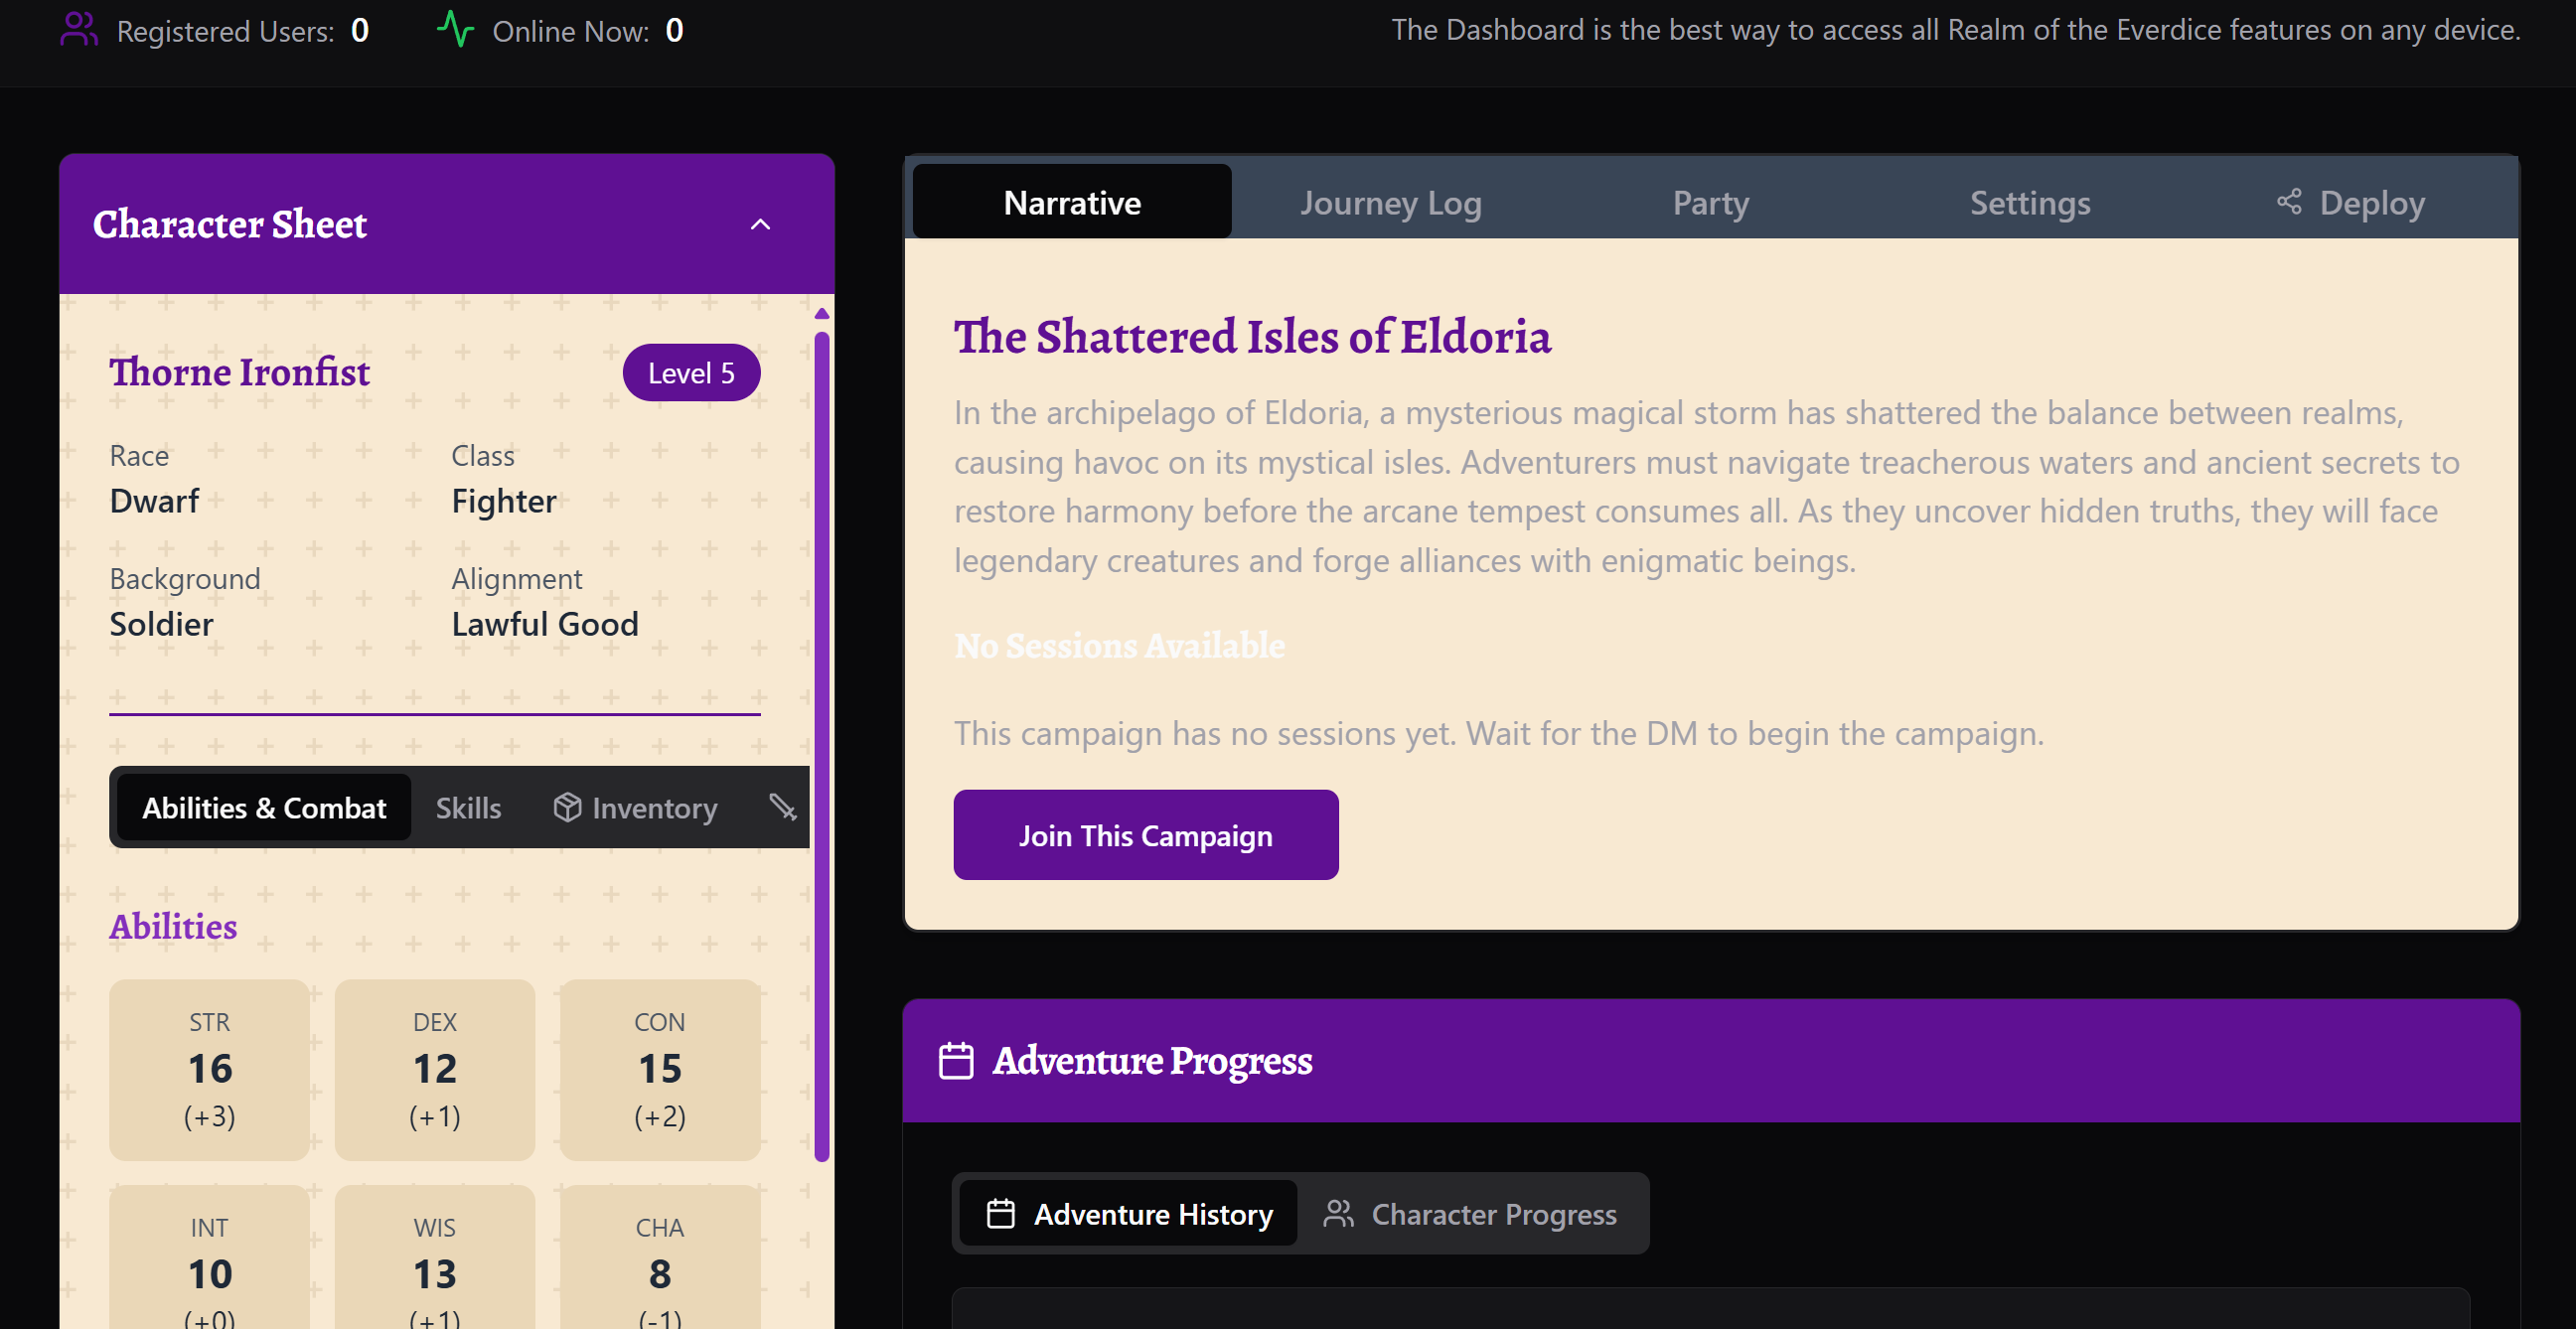 Registered Users: 0
Online Now: 0
The Dashboard is the best way to access all Realm of the Everdice features on any device.
Character Sheet
Thorne Ironfist
Level 5
Race
Dwarf
Class
Fighter
Background
Soldier
Alignment
Lawful Good
Abilities & Combat
Skills
Inventory
Abilities
STR
16
(+3)
DEX
12
(+1)
CON
15
(+2)
INT
10
(+0)
WIS
13
(+1)
CHA
8
(-1)
Narrative
Journey Log
Party
Settings
Deploy
The Shattered Isles of Eldoria
In the archipelago of Eldoria, a mysterious magical storm has shattered the balance between realms,
causing havoc on its mystical isles. Adventurers must navigate treacherous waters and ancient secrets to
restore harmony before the arcane tempest consumes all. As they uncover hidden truths, they will face
legendary creatures and forge alliances with enigmatic beings.
No Sessions Available
This campaign has no sessions yet. Wait for the DM to begin the campaign.
Join This Campaign
Adventure Progress
Adventure History
Character Progress